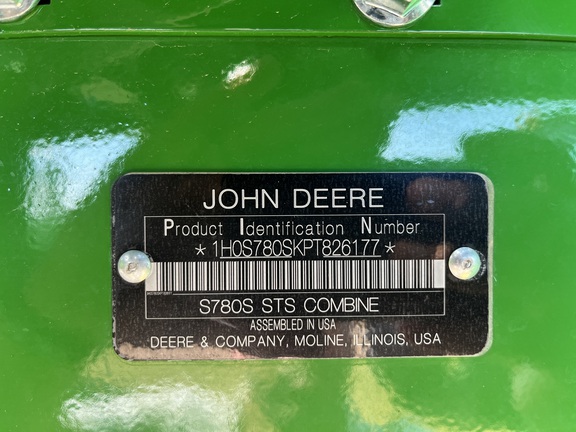 JOHN DEERE
Product Identification Number
*1H0S780SKPT826177*
S780S STS COMBINE
ASSEMBLED IN USA
DEERE & COMPANY, MOLINE, ILLINOIS, USA